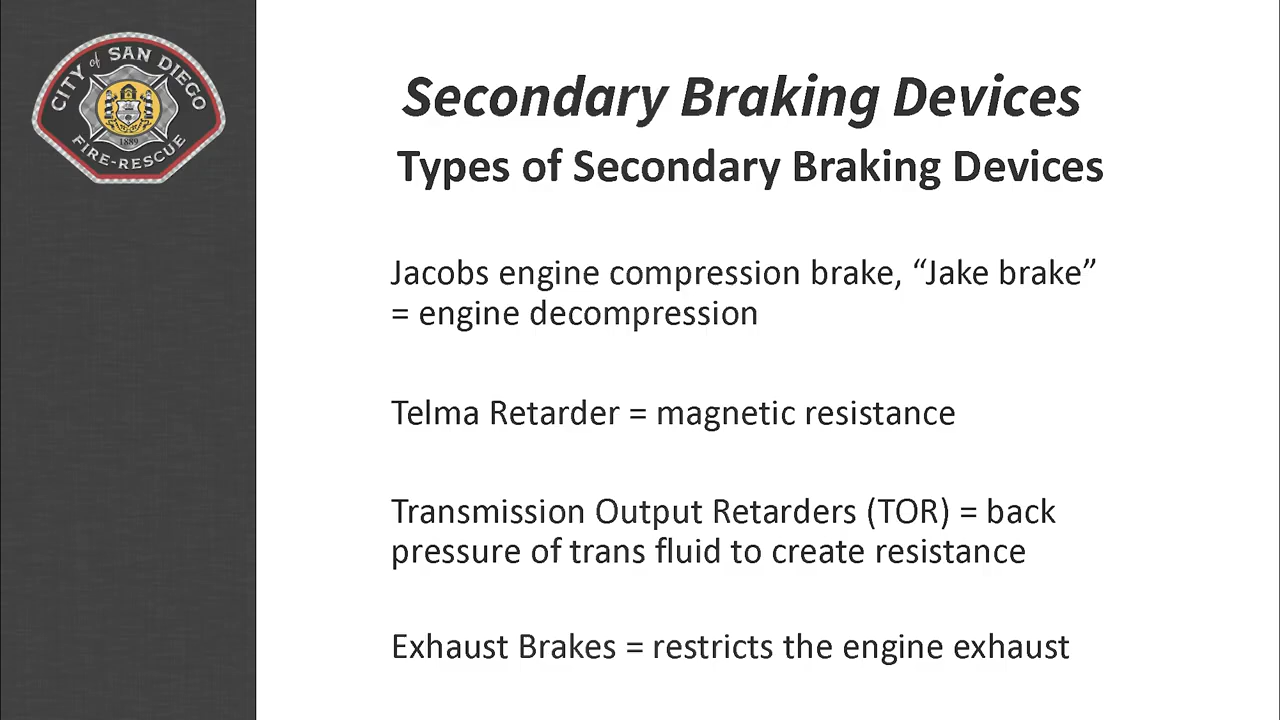 CITY of SAN DIEGO
1889
FIRE-RESCUE
Secondary Braking Devices
Types of Secondary Braking Devices
Jacobs engine compression brake, “Jake brake”
= engine decompression
Telma Retarder = magnetic resistance
Transmission Output Retarders (TOR) = back
pressure of trans fluid to create resistance
Exhaust Brakes = restricts the engine exhaust